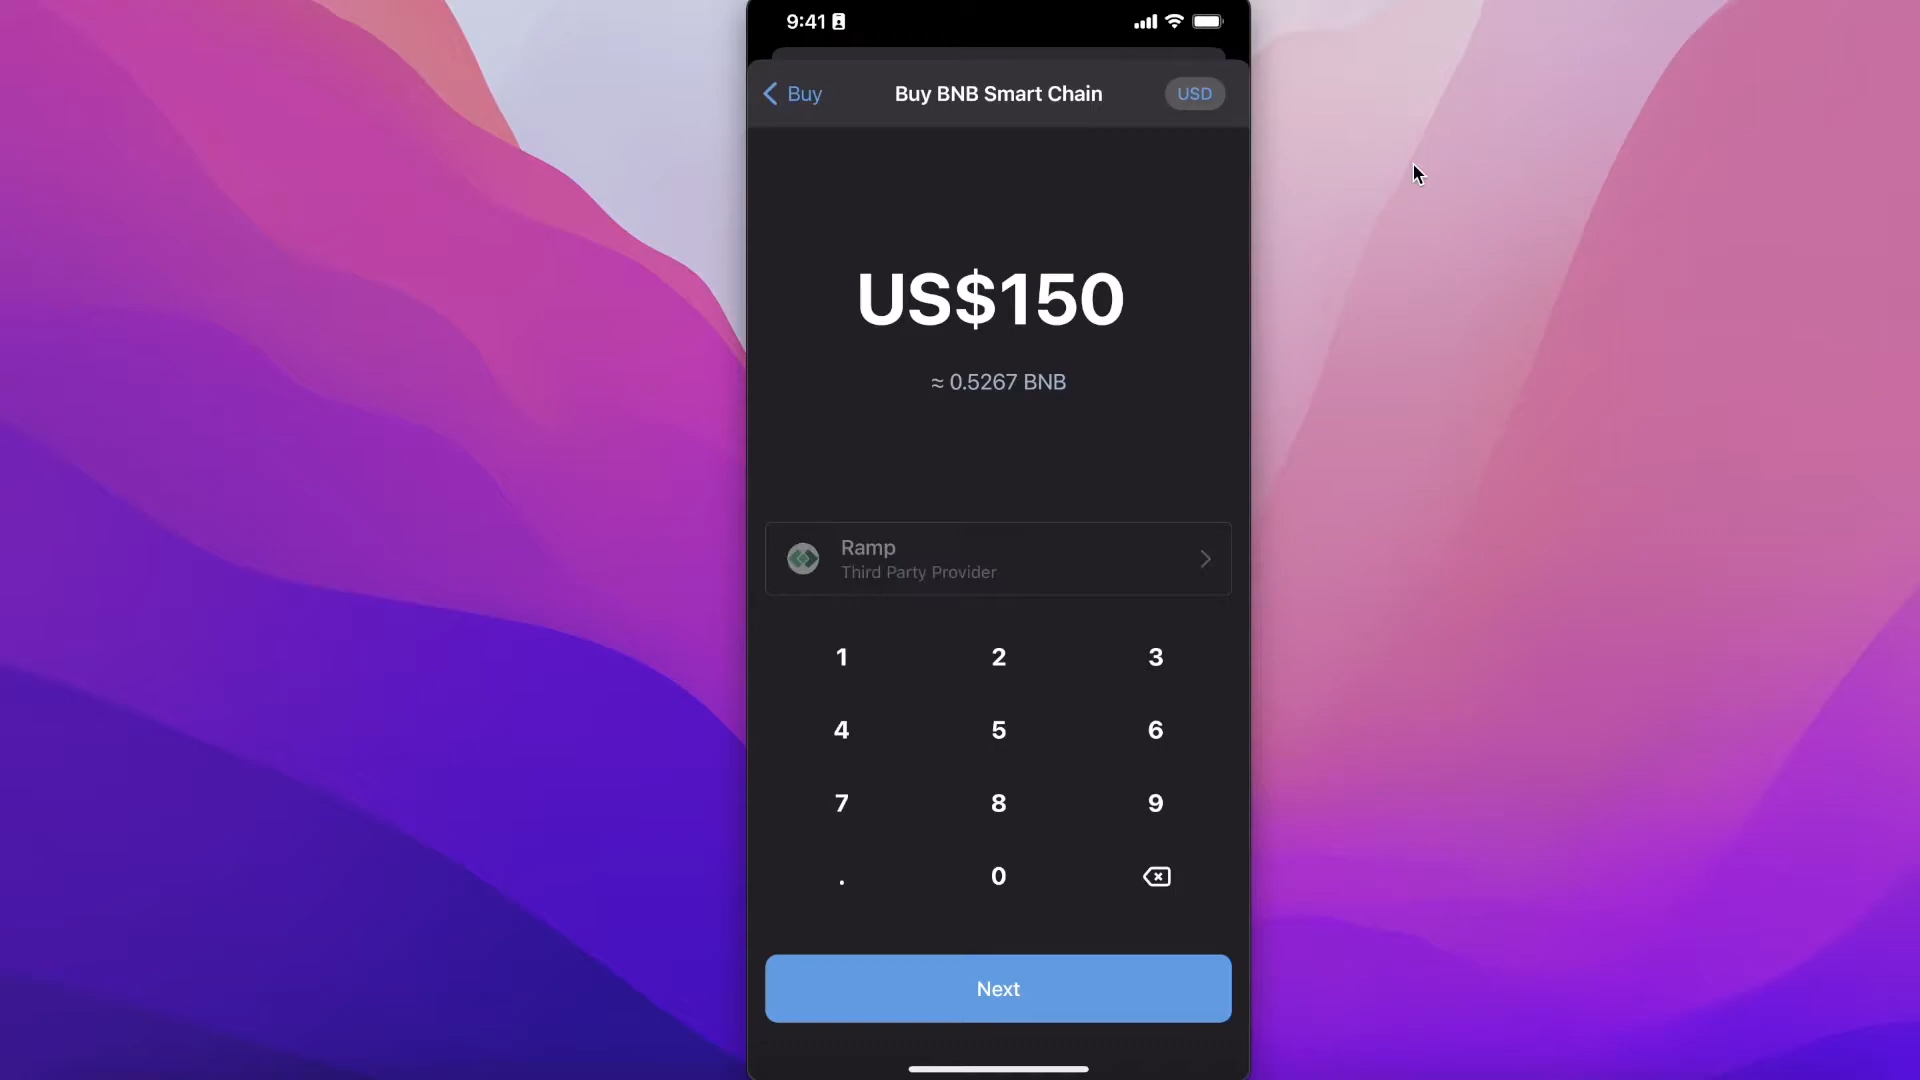 9:41
Buy
Buy BNB Smart Chain
USD
US$150
≈ 0.5267 BNB
Ramp
Third Party Provider
1 2 3
4 5 6
7 8 9
. 0
Next